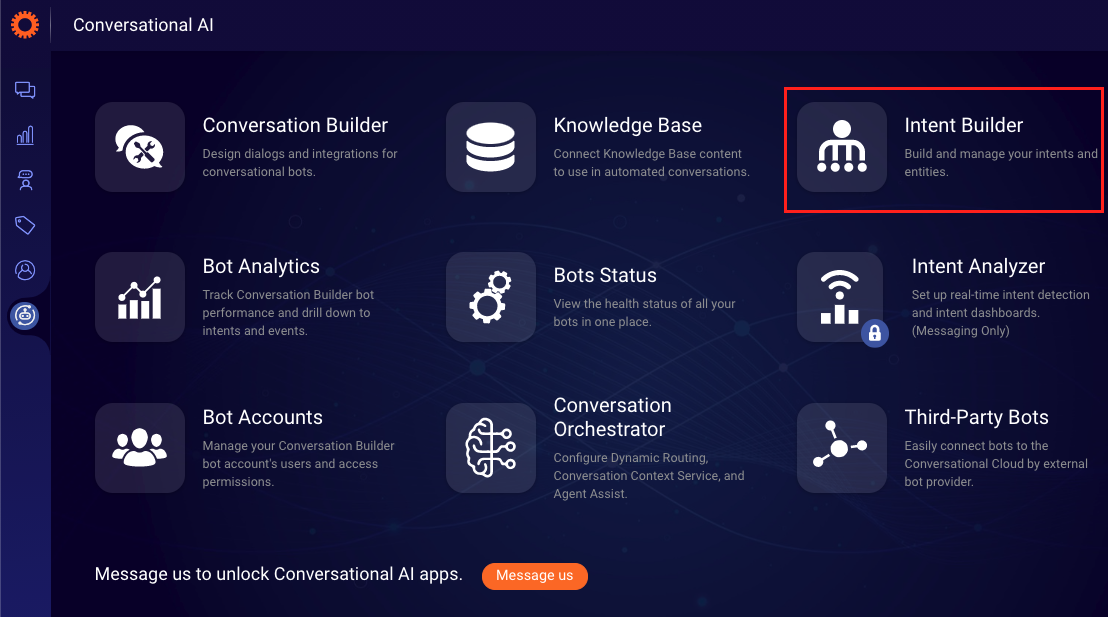 Conversational AI
Conversation Builder
Design dialogs and integrations for
conversational bots.
Knowledge Base
Connect Knowledge Base content
to use in automated conversations.
Intent Builder
Build and manage your intents and
entities.
Bot Analytics
Track Conversation Builder bot
performance and drill down to
intents and events.
Bots Status
View the health status of all your
bots in one place.
Intent Analyzer
Set up real-time intent detection
and intent dashboards.
(Messaging Only)
Bot Accounts
Manage your Conversation Builder
bot account's users and access
permissions.
Conversation
Orchestrator
Configure Dynamic Routing,
Conversation Context Service, and
Agent Assist.
Third-Party Bots
Easily connect bots to the
Conversational Cloud by external
bot provider.
Message us to unlock Conversational AI apps.
Message us